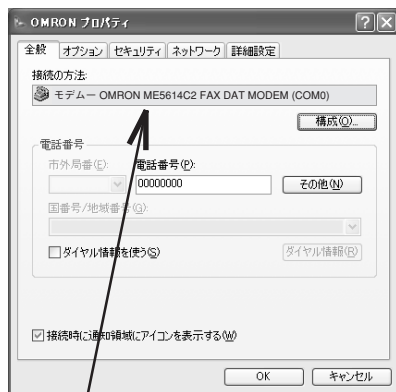 OMRON プロパティ
全般 オプション セキュリティ ネットワーク 詳細設定
接続の方法:
モデムー OMRON ME5614C2 FAX DAT MODEM (COM0)
構成(O)...
電話番号
市外局番(E): 電話番号(P):
00000000 その他(N)
国番号/地域番号(G):
ダイヤル情報を使う(S) ダイヤル情報(R)
接続時に通知領域にアイコンを表示する(W)
OK キャンセル